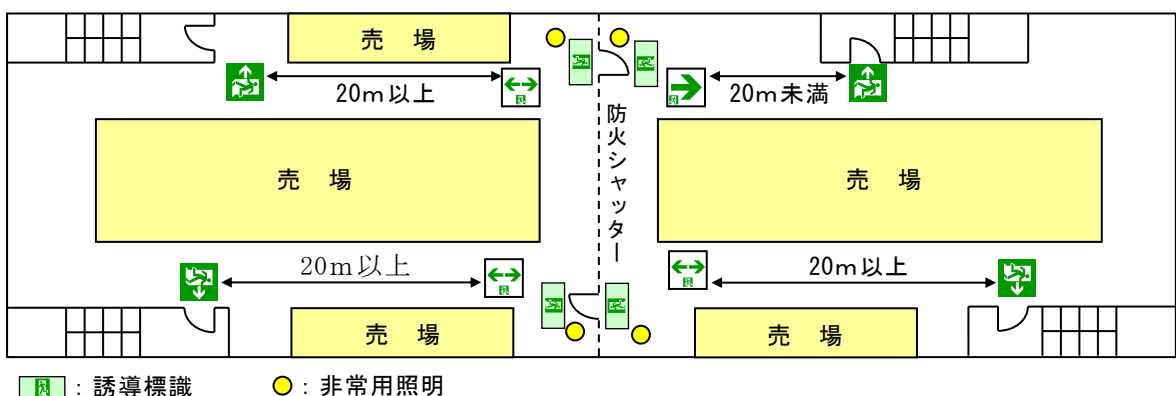 売 場
20m以上
20m未満
防火シャッター
売 場
売 場
20m以上
20m以上
売 場
売 場
：誘導標識
：非常用照明